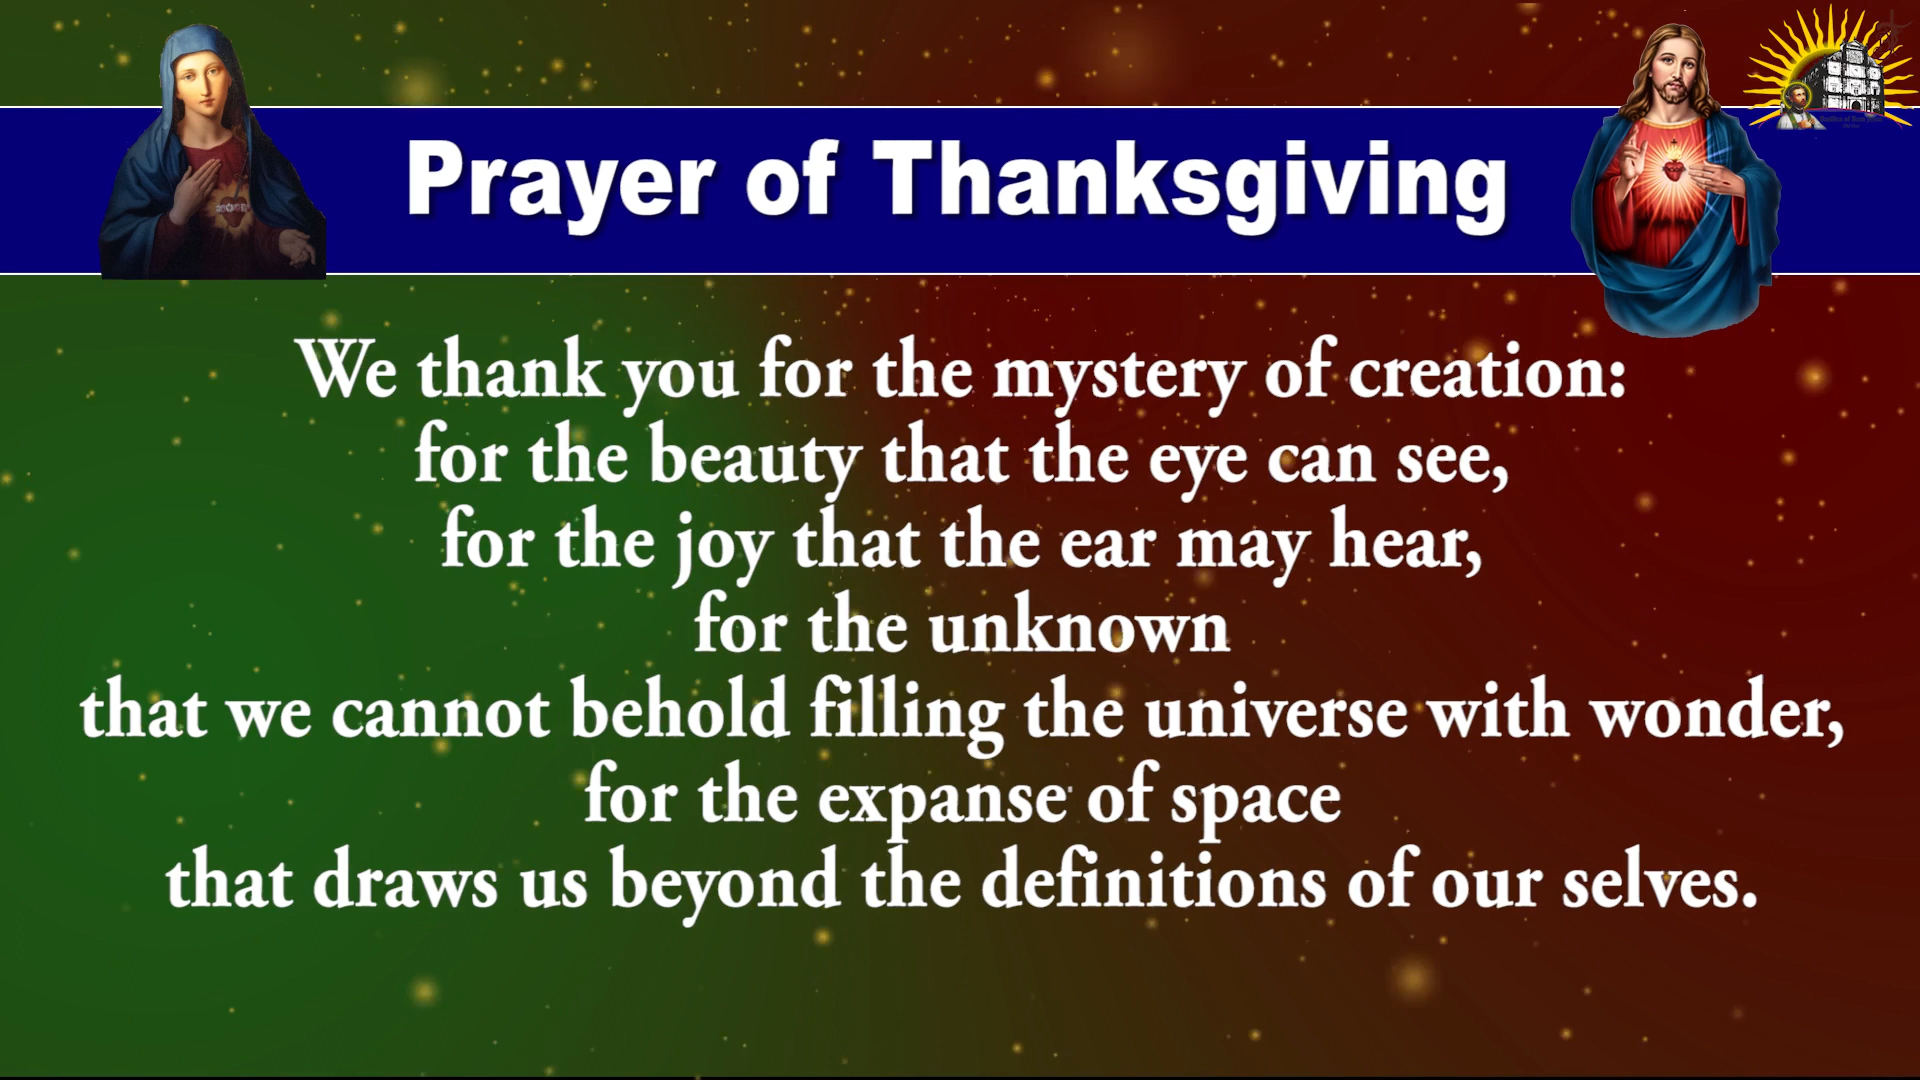 Prayer of Thanksgiving
We thank you for the mystery of creation:
for the beauty that the eye can see,
for the joy that the ear may hear,
for the unknown
that we cannot behold filling the universe with wonder,
for the expanse of space
that draws us beyond the definitions of our selves.